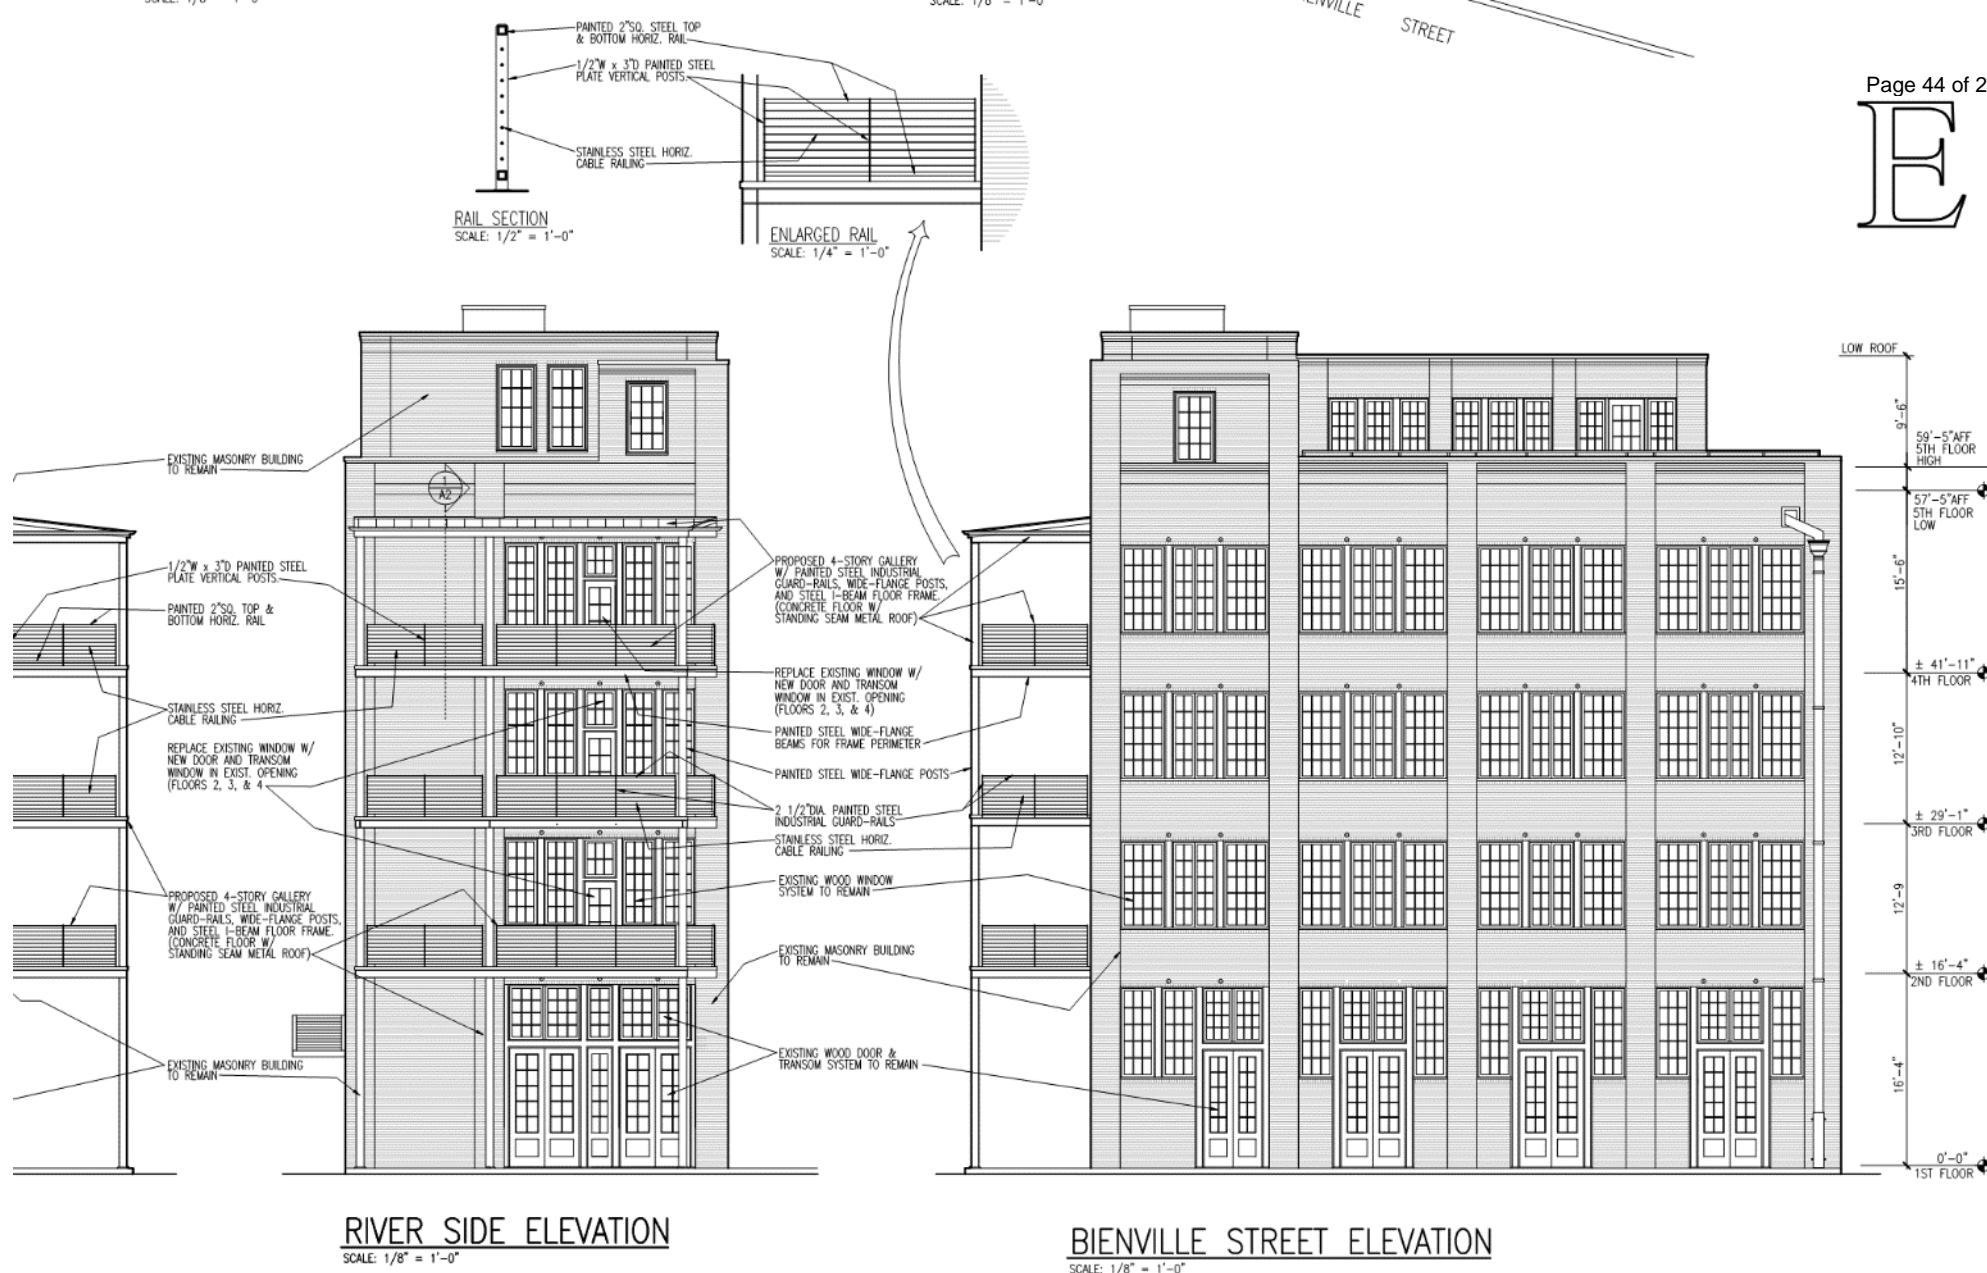 SCALE: 1/8" = 1'-0"
SCALE: 1/8" = 1'-0"
STREET
Page 44 of 2
E
PAINTED 2"SQ. STEEL TOP
& BOTTOM HORIZ. RAIL
1/2"W x 3"D PAINTED STEEL
PLATE VERTICAL POSTS.
STAINLESS STEEL HORIZ.
CABLE RAILING
RAIL SECTION
SCALE: 1/2" = 1'-0"
ENLARGED RAIL
SCALE: 1/4" = 1'-0"
EXISTING MASONRY BUILDING
TO REMAIN
1/2"W x 3"D PAINTED STEEL
PLATE VERTICAL POSTS.
PAINTED 2"SQ. TOP &
BOTTOM HORIZ. RAIL
STAINLESS STEEL HORIZ.
CABLE RAILING
REPLACE EXISTING WINDOW W/
NEW DOOR AND TRANSOM
WINDOW IN EXIST. OPENING
(FLOORS 2, 3, & 4
PROPOSED 4-STORY GALLERY
W/ PAINTED STEEL INDUSTRIAL
GUARD-RAILS, WIDE-FLANGE POSTS,
AND STEEL I-BEAM FLOOR FRAME.
(CONCRETE FLOOR W/
STANDING SEAM METAL ROOF)
EXISTING MASONRY BUILDING
TO REMAIN
1
A2
PROPOSED 4-STORY GALLERY
W/ PAINTED STEEL INDUSTRIAL
GUARD-RAILS, WIDE-FLANGE POSTS,
AND STEEL I-BEAM FLOOR FRAME.
(CONCRETE FLOOR W/
STANDING SEAM METAL ROOF)
REPLACE EXISTING WINDOW W/
NEW DOOR AND TRANSOM
WINDOW IN EXIST. OPENING
(FLOORS 2, 3, & 4)
PAINTED STEEL WIDE-FLANGE
BEAMS FOR FRAME PERIMETER
PAINTED STEEL WIDE-FLANGE POSTS
2 1/2"DIA. PAINTED STEEL
INDUSTRIAL GUARD-RAILS
STAINLESS STEEL HORIZ.
CABLE RAILING
EXISTING WOOD WINDOW
SYSTEM TO REMAIN
EXISTING MASONRY BUILDING
TO REMAIN
EXISTING WOOD DOOR &
TRANSOM SYSTEM TO REMAIN
LOW ROOF
9'-6"
59'-5"AFF
5TH FLOOR
HIGH
57'-5"AFF
5TH FLOOR
LOW
15'-6"
± 41'-11"
4TH FLOOR
12'-10"
± 29'-1"
3RD FLOOR
12'-9
± 16'-4"
2ND FLOOR
16'-4"
0'-0"
1ST FLOOR
RIVER SIDE ELEVATION
SCALE: 1/8" = 1'-0"
BIENVILLE STREET ELEVATION
SCALE: 1/8" = 1'-0"